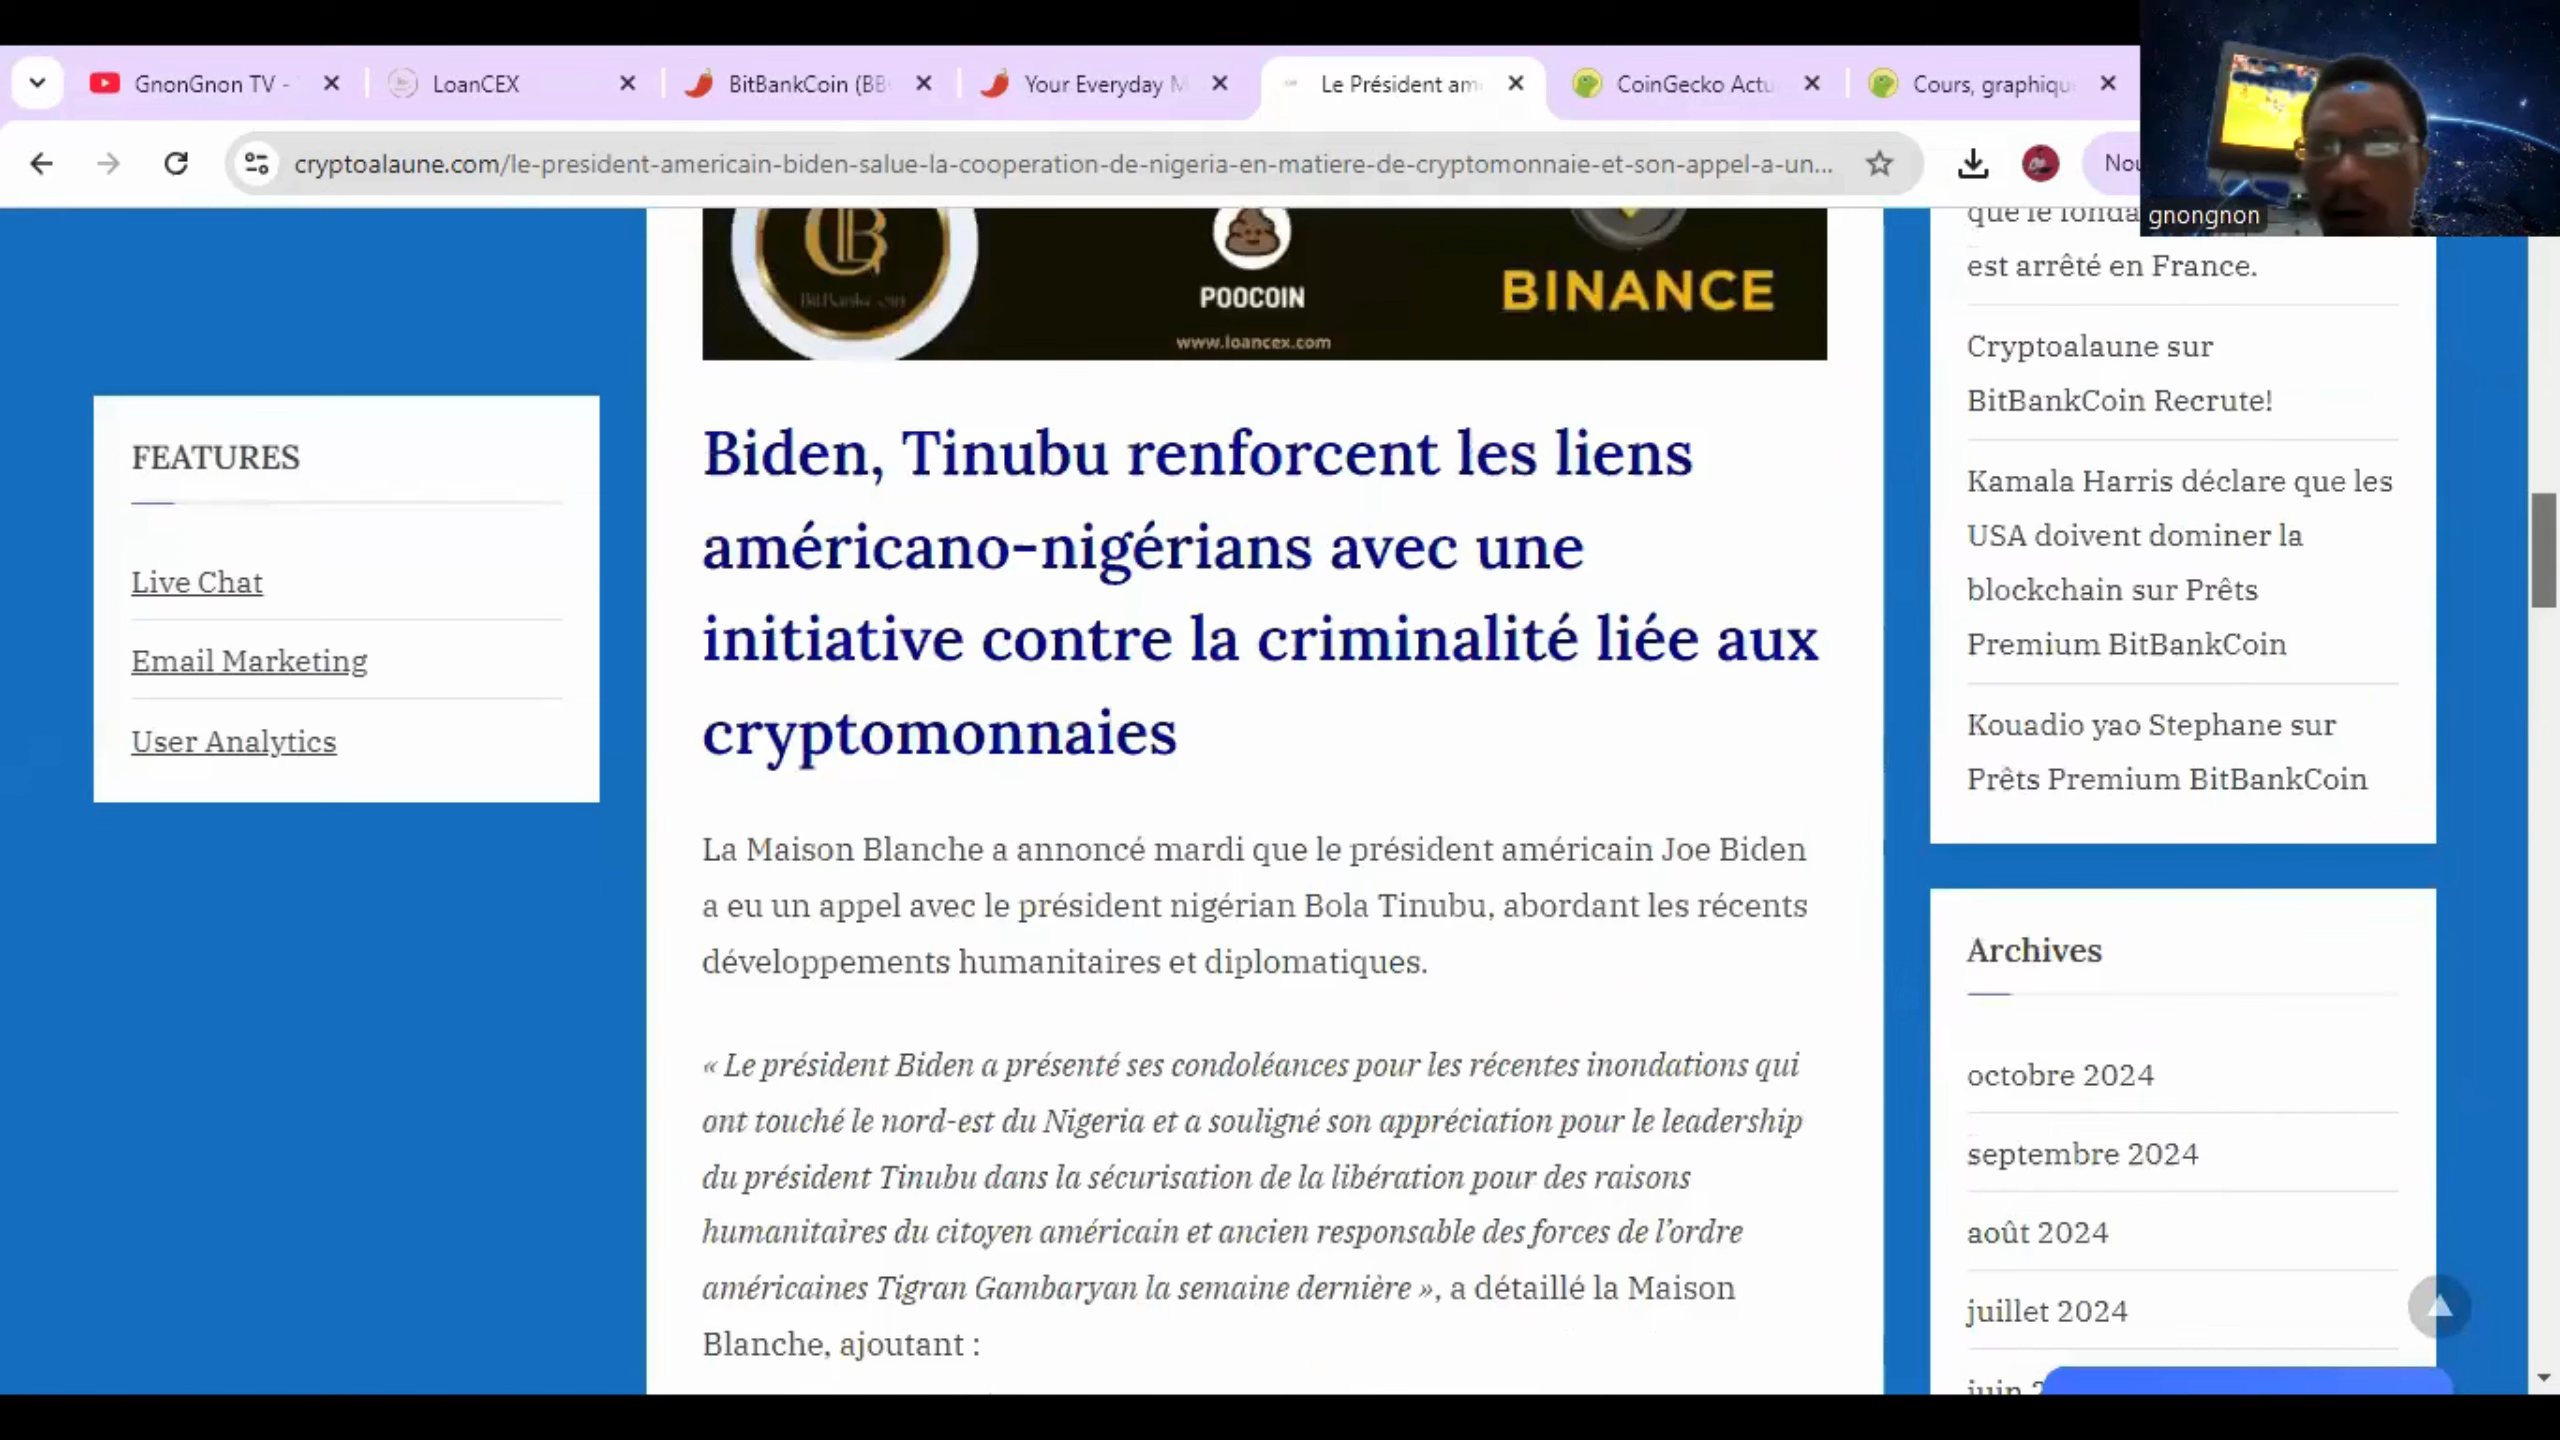 GnonGnon TV -
LoanCEX
BitBankCoin (BB
Your Everyday M
Le Président am
CoinGecko Actu
Cours, graphiqu
cryptoalaune.com/le-president-americain-biden-salue-la-cooperation-de-nigeria-en-matiere-de-cryptomonnaie-et-son-appel-a-un...
Nou
gnongnon
FEATURES
Live Chat
Email Marketing
User Analytics
POOCOIN
BINANCE
www.loancex.com
Biden, Tinubu renforcent les liens
américano-nigérians avec une
initiative contre la criminalité liée aux
cryptomonnaies
La Maison Blanche a annoncé mardi que le président américain Joe Biden
a eu un appel avec le président nigérian Bola Tinubu, abordant les récents
développements humanitaires et diplomatiques.
« Le président Biden a présenté ses condoléances pour les récentes inondations qui
ont touché le nord-est du Nigeria et a souligné son appréciation pour le leadership
du président Tinubu dans la sécurisation de la libération pour des raisons
humanitaires du citoyen américain et ancien responsable des forces de l’ordre
américaines Tigran Gambaryan la semaine dernière », a détaillé la Maison
Blanche, ajoutant :
que le fonda
est arrêté en France.
Cryptoalaune sur
BitBankCoin Recrute!
Kamala Harris déclare que les
USA doivent dominer la
blockchain sur Prêts
Premium BitBankCoin
Kouadio yao Stephane sur
Prêts Premium BitBankCoin
Archives
octobre 2024
septembre 2024
août 2024
juillet 2024
juin 2